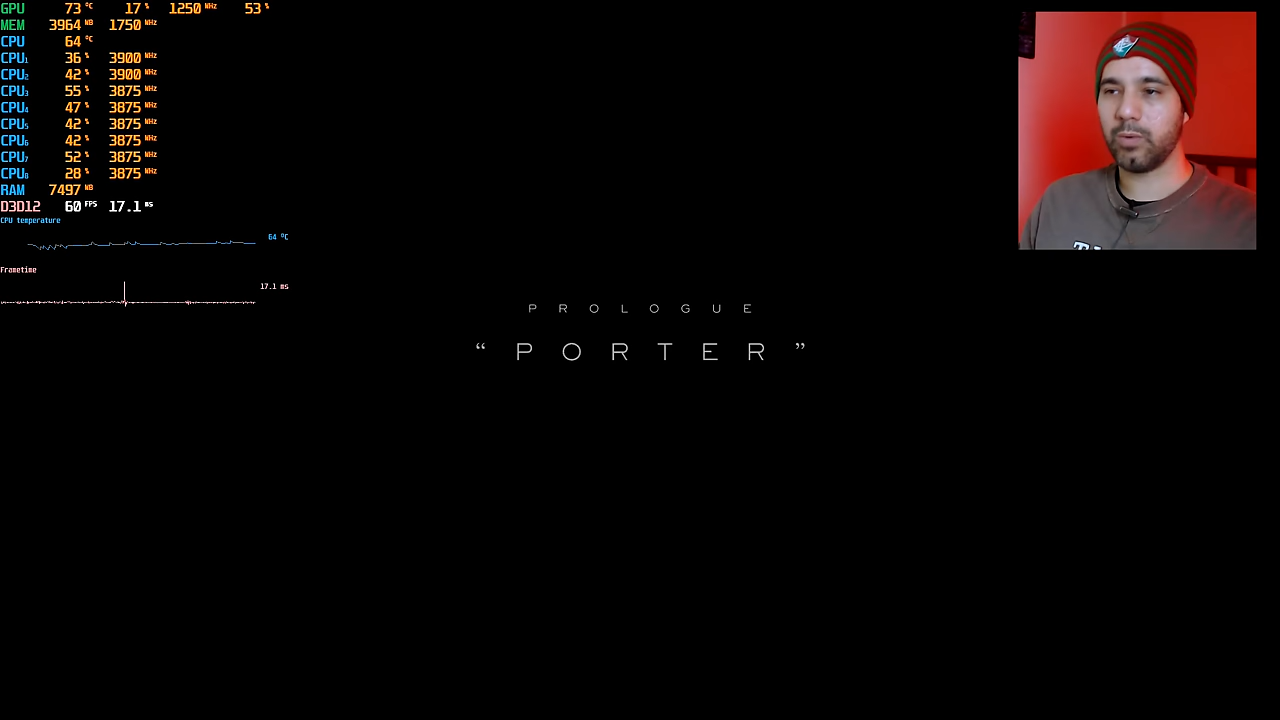 GPU 73 °C 17 % 1250 MHz 53 %
MEM 3964 MB 1750 MHz
CPU 64 °C
CPU1 36 % 3900 MHz
CPU2 42 % 3900 MHz
CPU3 55 % 3875 MHz
CPU4 47 % 3875 MHz
CPU5 42 % 3875 MHz
CPU6 42 % 3875 MHz
CPU7 52 % 3875 MHz
CPU8 28 % 3875 MHz
RAM 7497 MB
D3D12 60 FPS 17.1 ms
CPU temperature
64 °C
Frametime
17.1 ms
PROLOGUE
“PORTER”